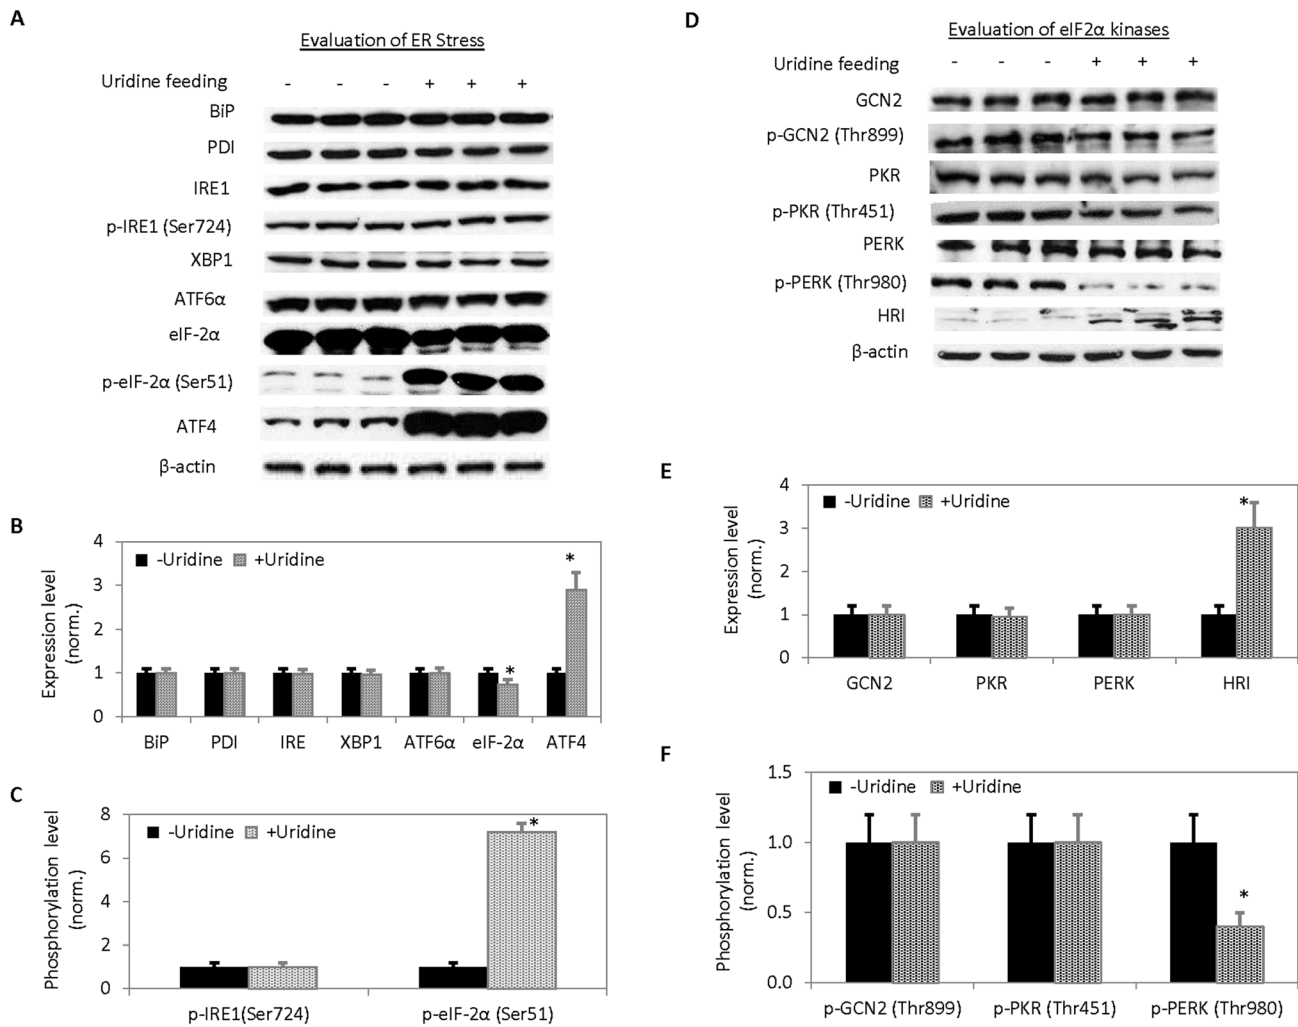 A
Evaluation of ER Stress
Uridine feeding - - - + + +
BiP
PDI
IRE1
p-IRE1 (Ser724)
XBP1
ATF6α
eIF-2α
p-eIF-2α (Ser51)
ATF4
β-actin
B
Expression level
(norm.)
-Uridine +Uridine
4
3
2
1
0
* *
BiP PDI IRE XBP1 ATF6α eIF-2α ATF4
C
Phosphorylation level
(norm.)
-Uridine +Uridine
8
6
4
2
0
*
p-IRE1(Ser724) p-eIF-2α (Ser51)
D
Evaluation of eIF2α kinases
Uridine feeding - - - + + +
GCN2
p-GCN2 (Thr899)
PKR
p-PKR (Thr451)
PERK
p-PERK (Thr980)
HRI
β-actin
E
Expression level
(norm.)
-Uridine +Uridine
4
3
2
1
0
*
GCN2 PKR PERK HRI
F
Phosphorylation level
(norm.)
-Uridine +Uridine
1.5
1.0
0.5
0.0
*
p-GCN2 (Thr899) p-PKR (Thr451) p-PERK (Thr980)